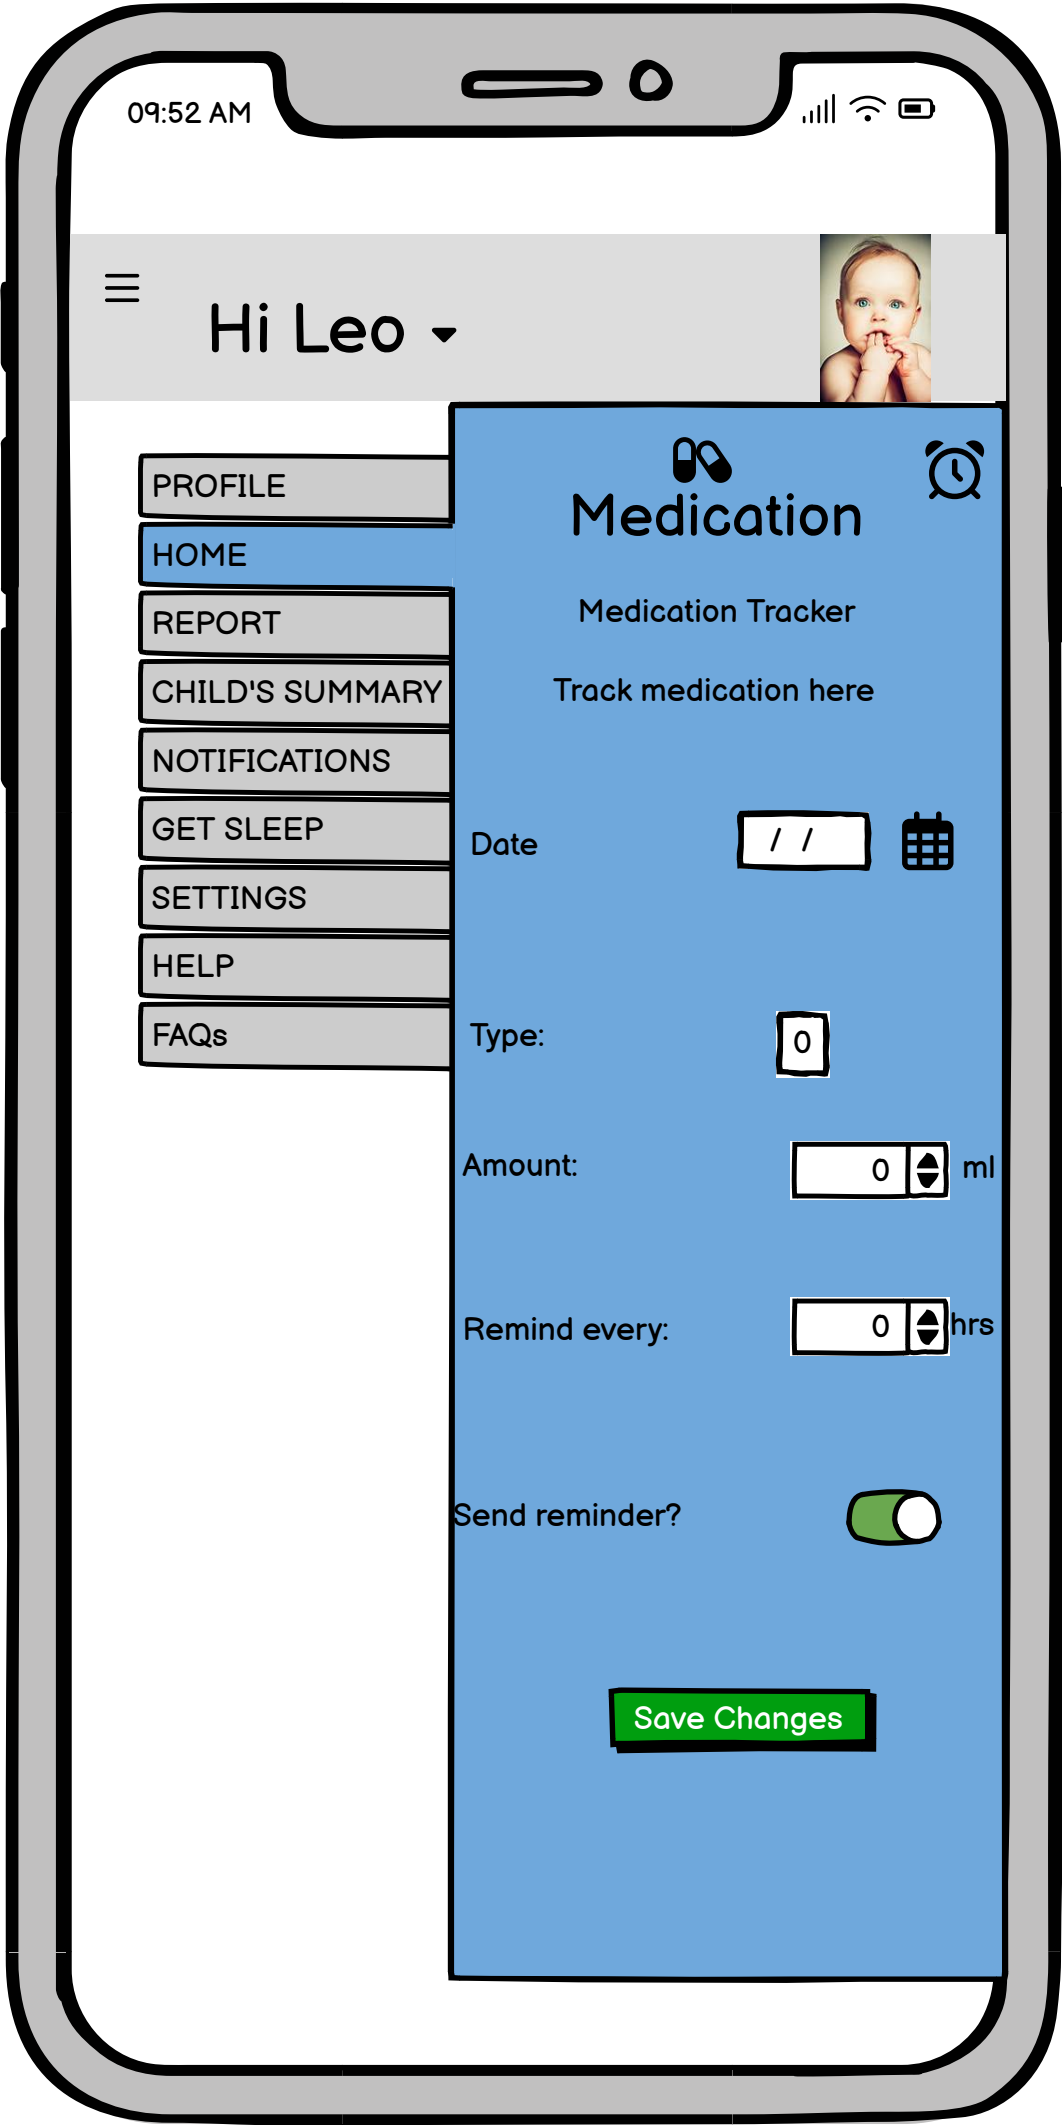 09:52 AM
Hi Leo
PROFILE
HOME
REPORT
CHILD'S SUMMARY
NOTIFICATIONS
GET SLEEP
SETTINGS
HELP
FAQs
Medication
Medication Tracker
Track medication here
Date / /
Type: 0
Amount: 0 ml
Remind every: 0 hrs
Send reminder?
Save Changes